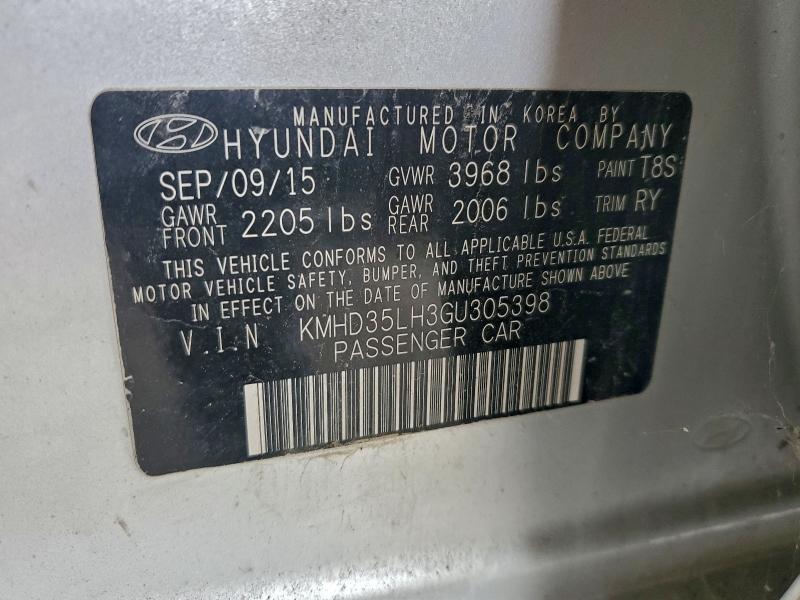 MANUFACTURED IN KOREA BY
HYUNDAI MOTOR COMPANY
SEP/09/15 GVWR 3968 lbs PAINT T8S
GAWR FRONT 2205 lbs GAWR REAR 2006 lbs TRIM RY
THIS VEHICLE CONFORMS TO ALL APPLICABLE U.S.A. FEDERAL
MOTOR VEHICLE SAFETY, BUMPER, AND THEFT PREVENTION STANDARDS
IN EFFECT ON THE DATE OF MANUFACTURE SHOWN ABOVE
V.I.N KMHD35LH3GU305398
PASSENGER CAR